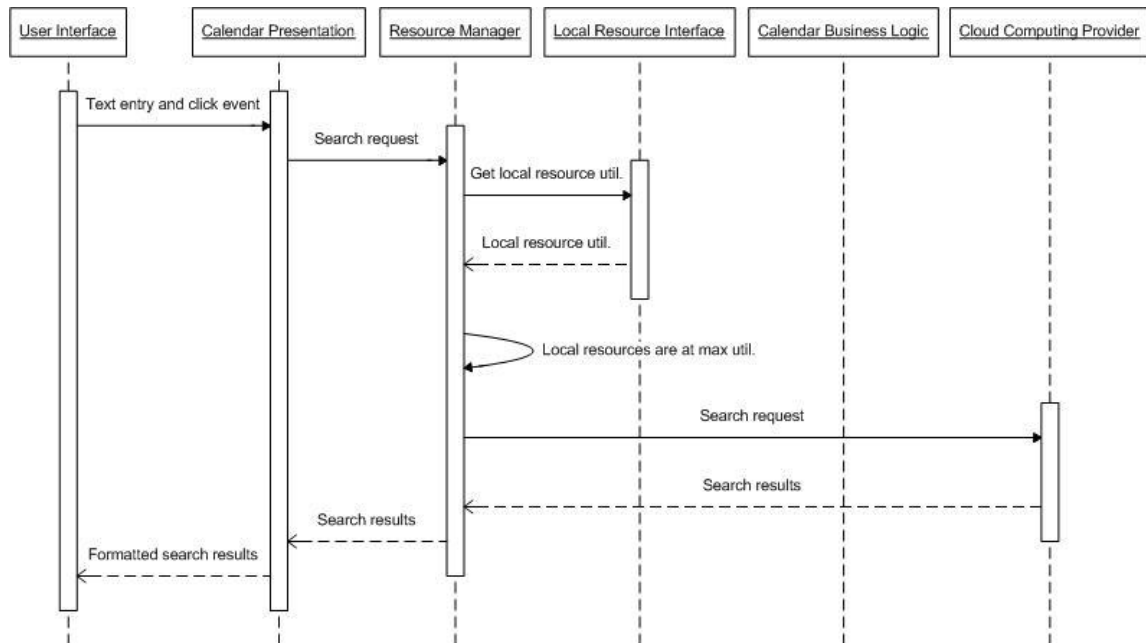 User Interface
Calendar Presentation
Resource Manager
Local Resource Interface
Calendar Business Logic
Cloud Computing Provider
Text entry and click event
Search request
Get local resource util.
Local resource util.
Local resources are at max util.
Search request
Search results
Search results
Formatted search results